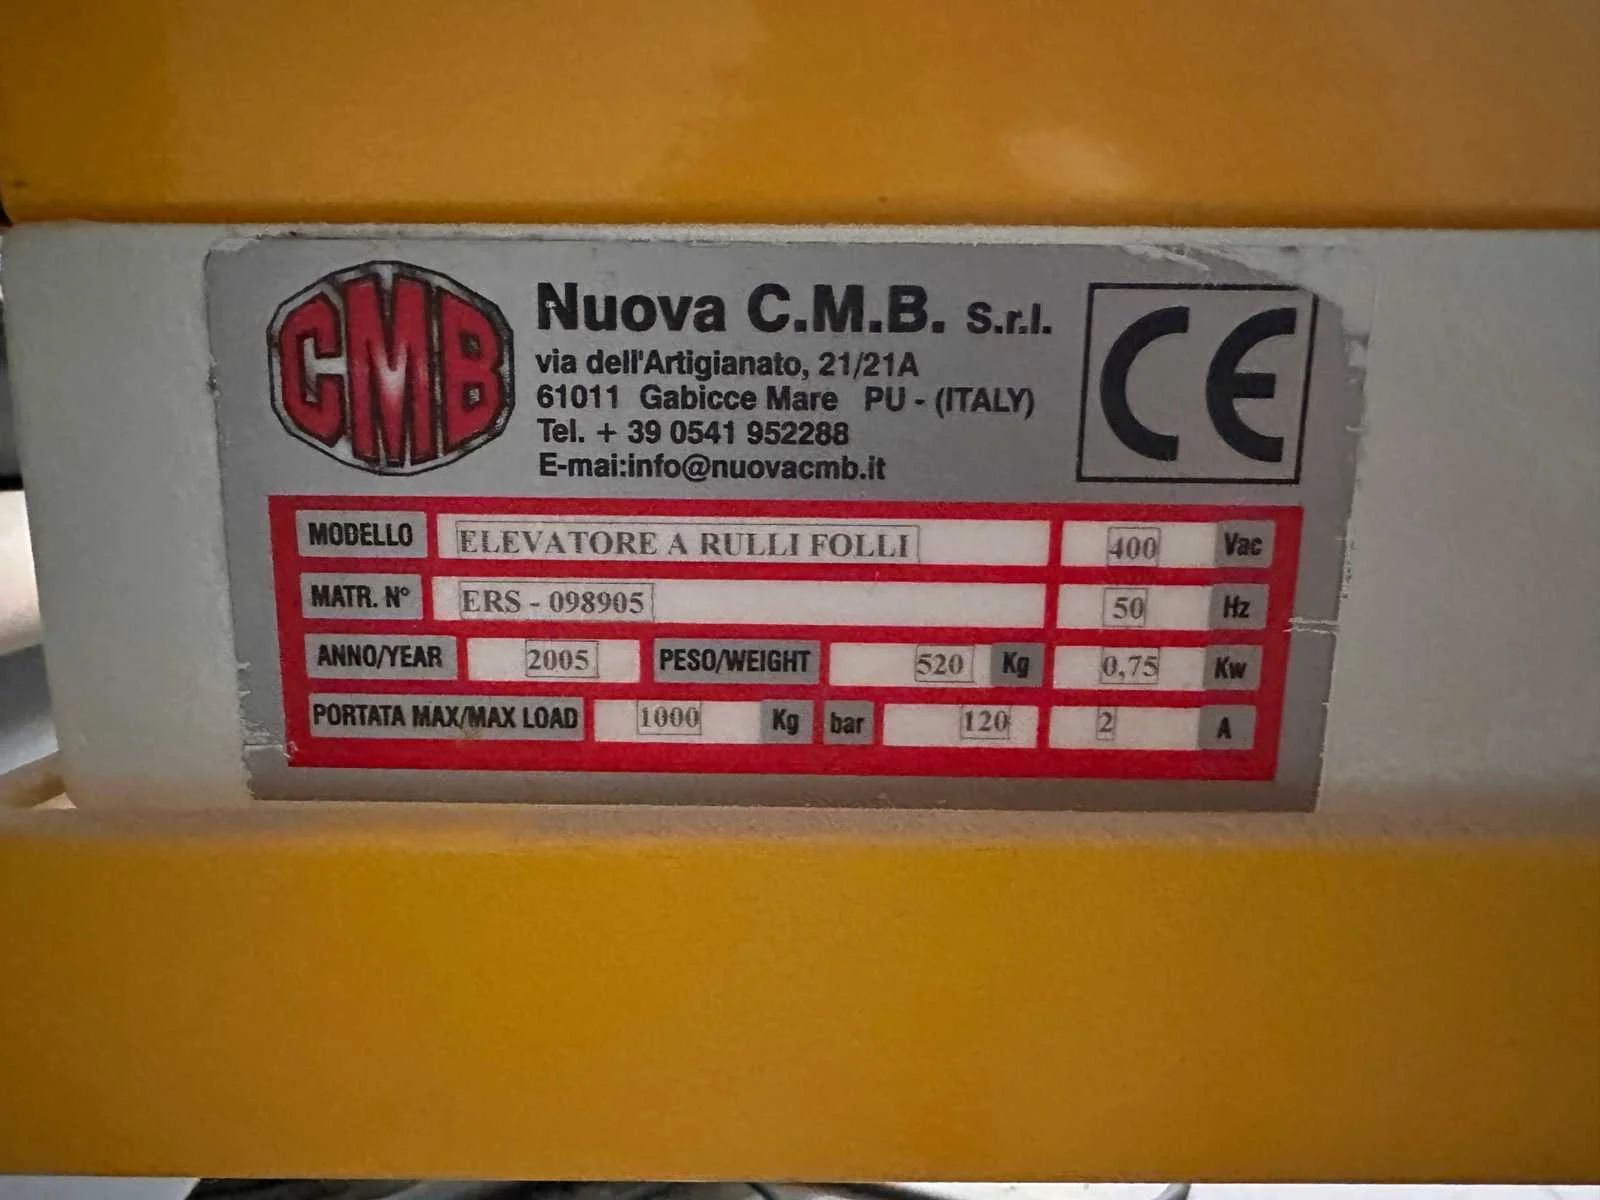 CMB
Nuova C.M.B. S.r.l.
via dell'Artigianato, 21/21A
61011 Gabicce Mare PU - (ITALY)
Tel. + 39 0541 952288
E-mai:info@nuovacmb.it
CE
MODELLO ELEVATORE A RULLI FOLLI 400 Vac
MATR. N° ERS - 098905 50 Hz
ANNO/YEAR 2005 PESO/WEIGHT 520 Kg 0,75 Kw
PORTATA MAX/MAX LOAD 1000 Kg bar 120 2 A